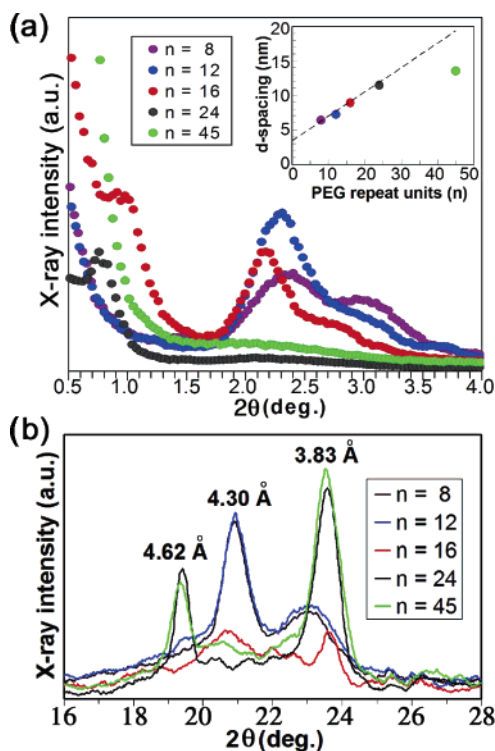 (a)
n = 8
n = 12
n = 16
n = 24
n = 45
20
15
10
5
0
d-spacing (nm)
0 10 20 30 40 50
PEG repeat units (n)
X-ray intensity (a.u.)
0.5 1.0 1.5 2.0 2.5 3.0 3.5 4.0
2θ(deg.)
(b)
3.83 Å
4.30 Å
4.62 Å
n = 8
n = 12
n = 16
n = 24
n = 45
X-ray intensity (a.u.)
16 18 20 22 24 26 28
2θ(deg.)